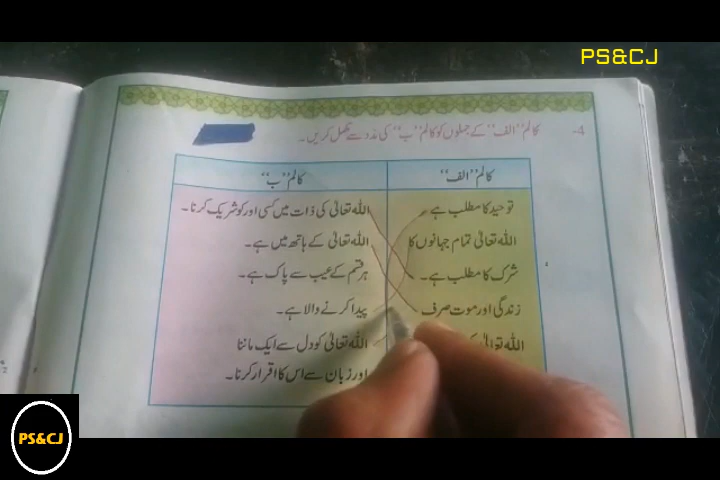 PS&CJ
4- کالم "الف" کے جملوں کو کالم "ب" کی مدد سے مکمل کریں۔
کالم "الف"
کالم "ب"
توحید کا مطلب ہے
اللہ تعالیٰ کی ذات میں کسی اور کو شریک کرنا۔
اللہ تعالیٰ تمام جہانوں کا
اللہ تعالیٰ کے ہاتھ میں ہے۔
شرک کا مطلب ہے۔
ہر قسم کے عیب سے پاک ہے۔
زندگی اور موت صرف
پیدا کرنے والا ہے۔
اللہ تعالیٰ
اللہ تعالیٰ کو دل سے ایک ماننا
اور زبان سے اس کا اقرار کرنا۔
PS&CJ